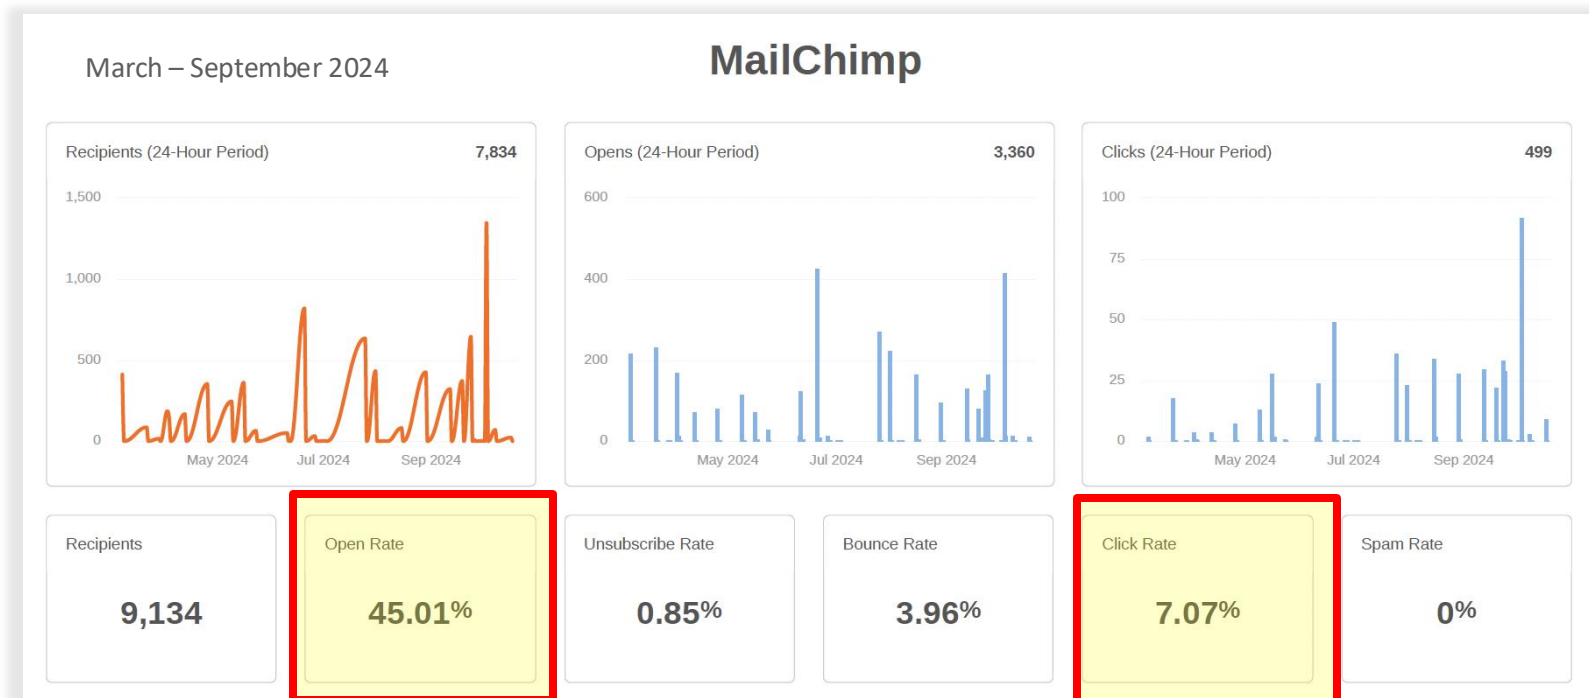 March – September 2024
MailChimp
Recipients (24-Hour Period) 7,834
1,500
1,000
500
0
May 2024 Jul 2024 Sep 2024
Opens (24-Hour Period) 3,360
600
400
200
0
May 2024 Jul 2024 Sep 2024
Clicks (24-Hour Period) 499
100
75
50
25
0
May 2024 Jul 2024 Sep 2024
Recipients
9,134
Open Rate
45.01%
Unsubscribe Rate
0.85%
Bounce Rate
3.96%
Click Rate
7.07%
Spam Rate
0%